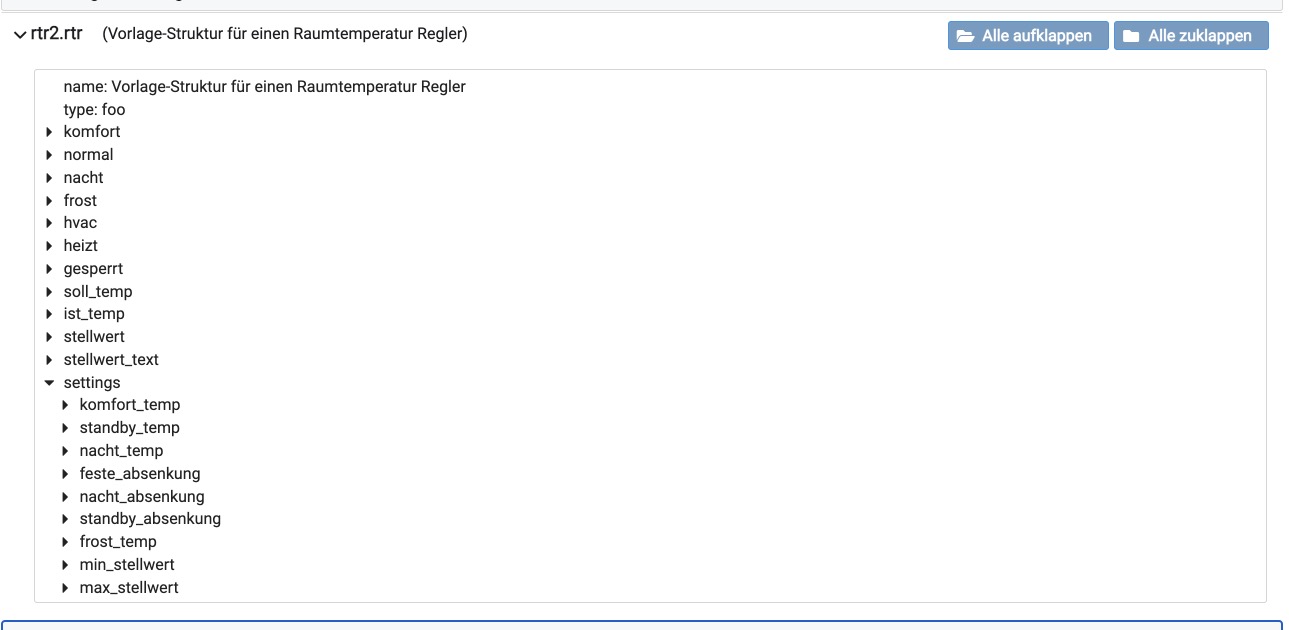 rtr2.rtr (Vorlage-Struktur für einen Raumtemperatur Regler) Alle aufklappen Alle zuklappen
name: Vorlage-Struktur für einen Raumtemperatur Regler
type: foo
komfort
normal
nacht
frost
hvac
heizt
gesperrt
soll_temp
ist_temp
stellwert
stellwert_text
settings
komfort_temp
standby_temp
nacht_temp
feste_absenkung
nacht_absenkung
standby_absenkung
frost_temp
min_stellwert
max_stellwert